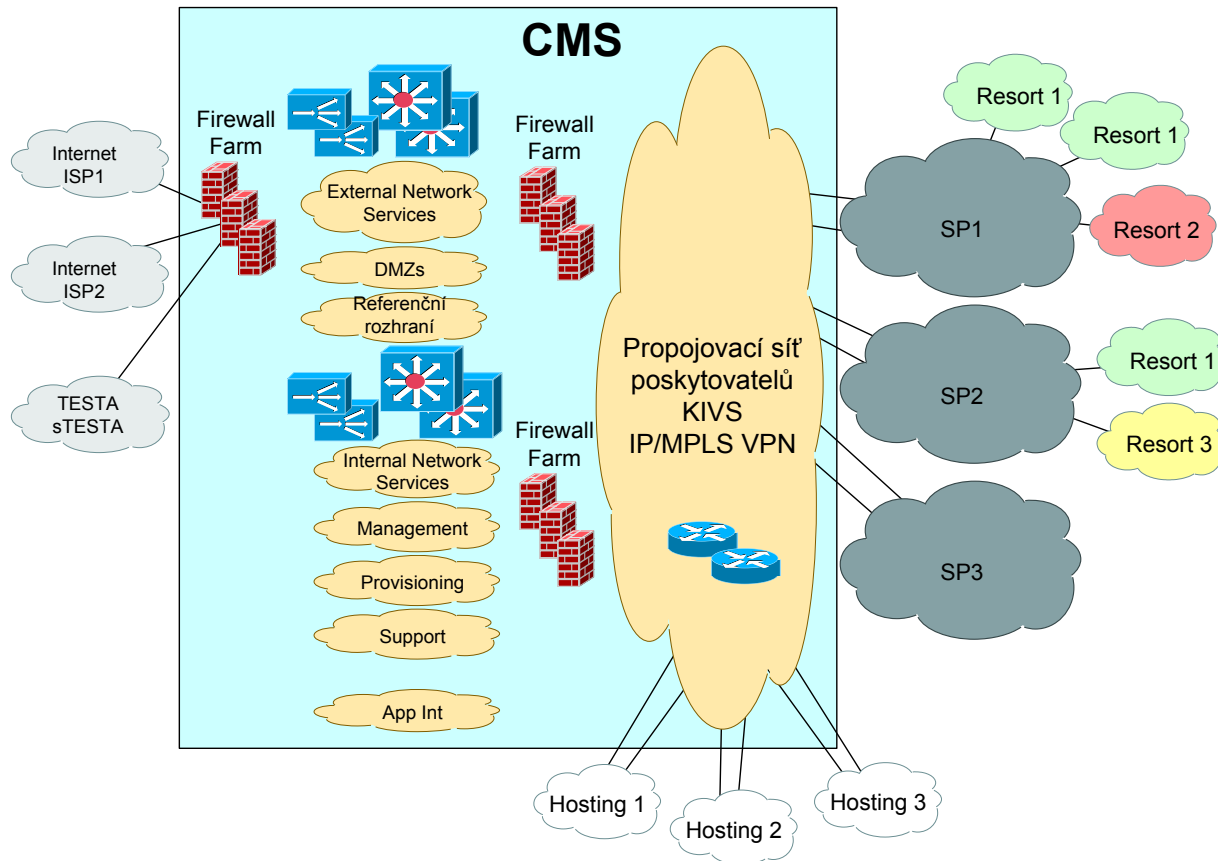 CMS
Firewall
Farm
Internet
ISP1
Internet
ISP2
TESTA
sTESTA
External Network
Services
DMZs
Referenční
rozhraní
Internal Network
Services
Management
Provisioning
Support
App Int
Firewall
Farm
Firewall
Farm
Propojovací síť
poskytovatelů
KIVS
IP/MPLS VPN
SP1
SP2
SP3
Resort 1
Resort 1
Resort 2
Resort 1
Resort 3
Hosting 1
Hosting 2
Hosting 3